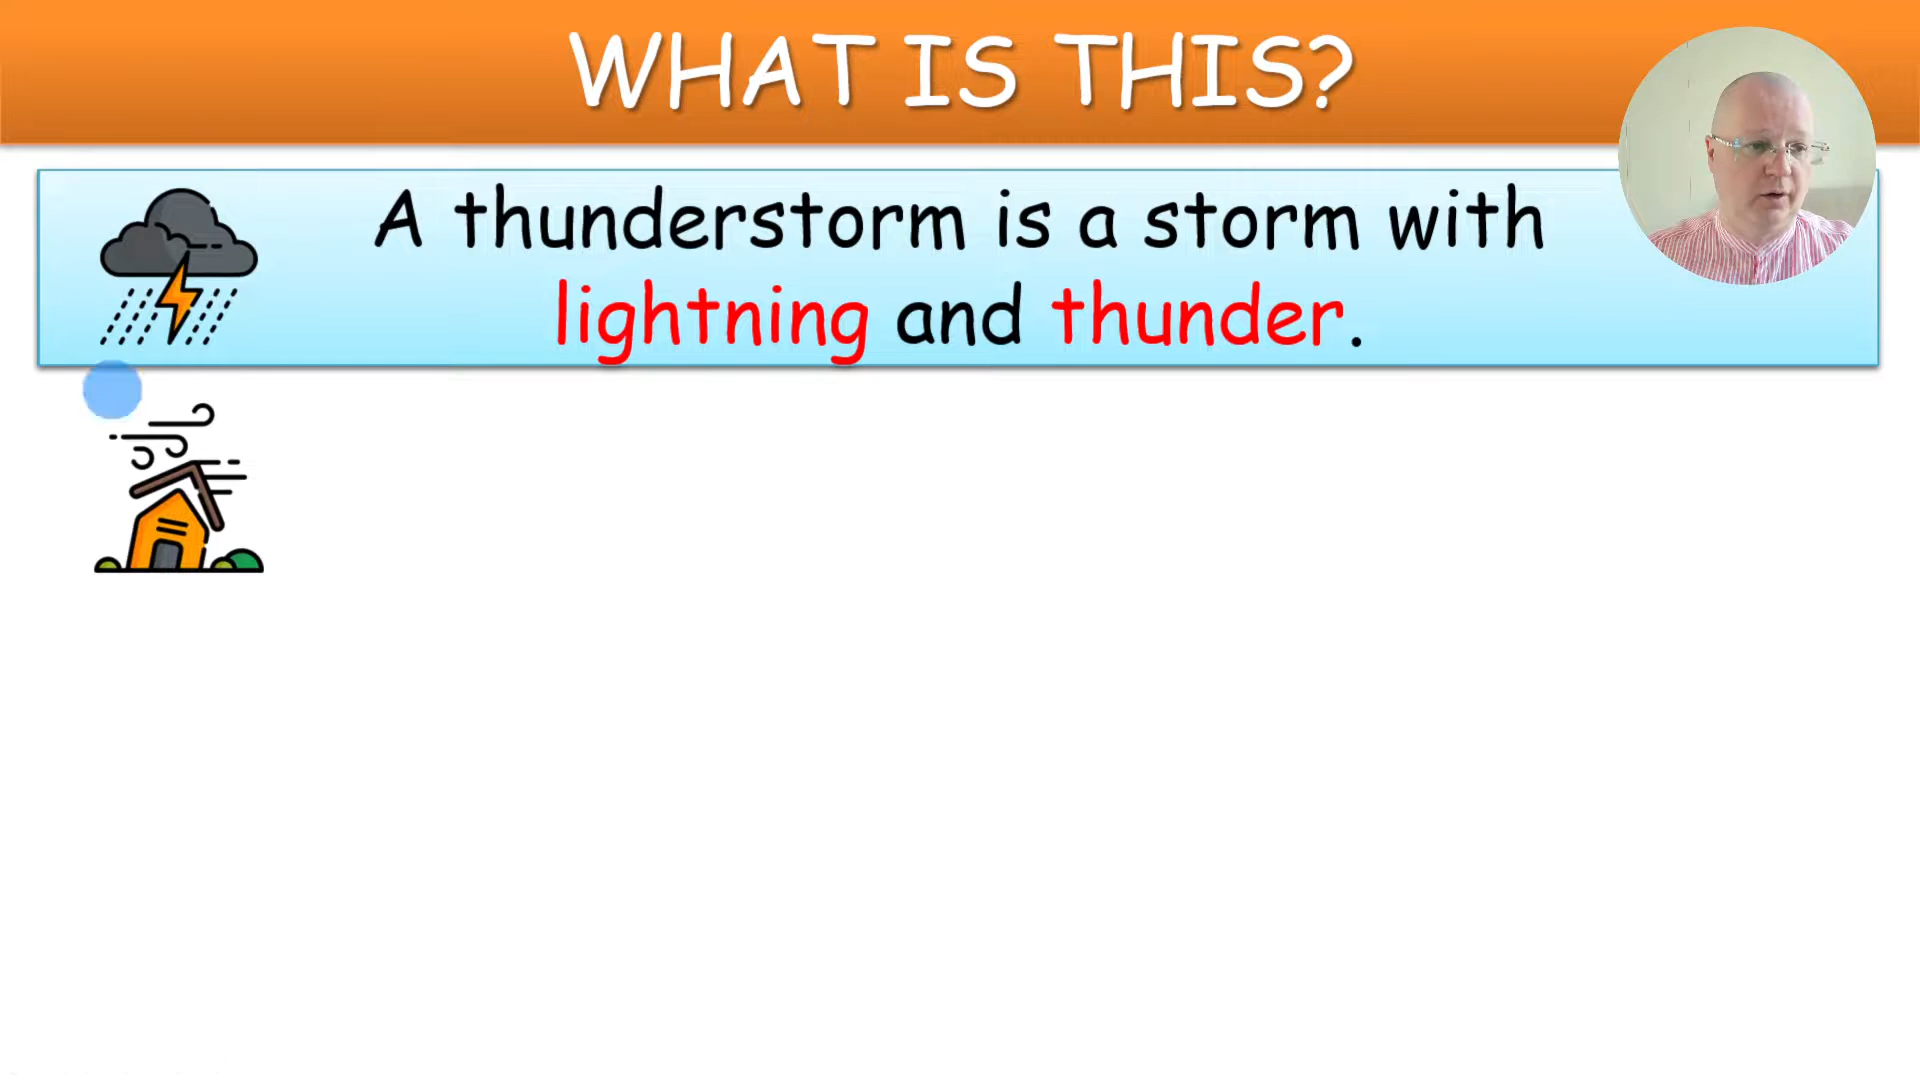 WHAT IS THIS?
A thunderstorm is a storm with
lightning and thunder.